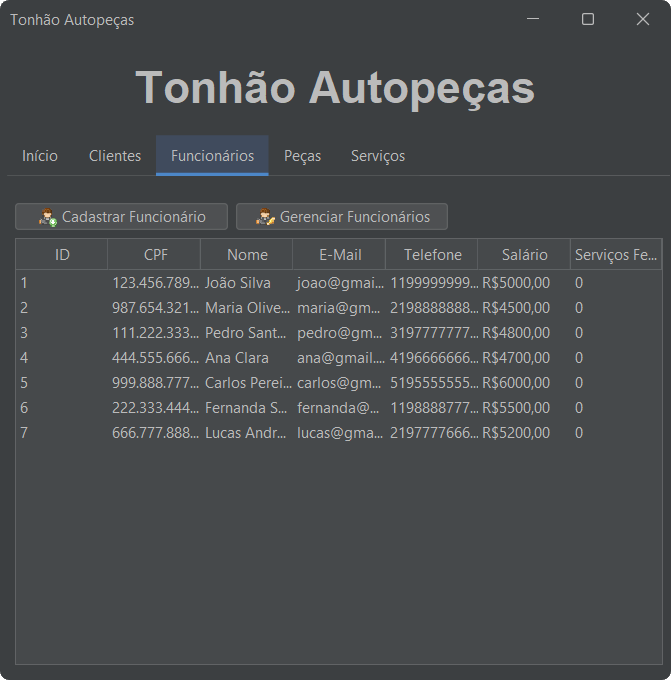 Tonhão Autopeças
Tonhão Autopeças
Início Clientes Funcionários Peças Serviços
Cadastrar Funcionário Gerenciar Funcionários
ID CPF Nome E-Mail Telefone Salário Serviços Fe...
1 123.456.789... João Silva joao@gmai... 1199999999... R$5000,00 0
2 987.654.321... Maria Olive... maria@gm... 2198888888... R$4500,00 0
3 111.222.333... Pedro Sant... pedro@gm... 3197777777... R$4800,00 0
4 444.555.666... Ana Clara ana@gmail.... 4196666666... R$4700,00 0
5 999.888.777... Carlos Perei... carlos@gm... 5195555555... R$6000,00 0
6 222.333.444... Fernanda S... fernanda@... 1198888777... R$5500,00 0
7 666.777.888... Lucas Andr... lucas@gma... 2197777666... R$5200,00 0